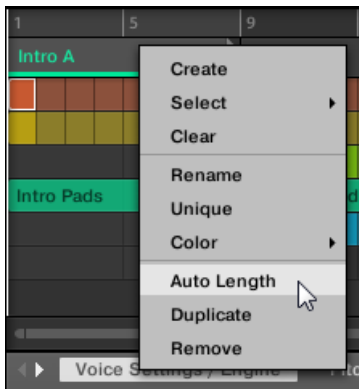 1 5 9
Intro A
Create
Select
Clear
Rename
Intro Pads
Unique
Color
Auto Length
Duplicate
Remove
Voice Settings / Engine